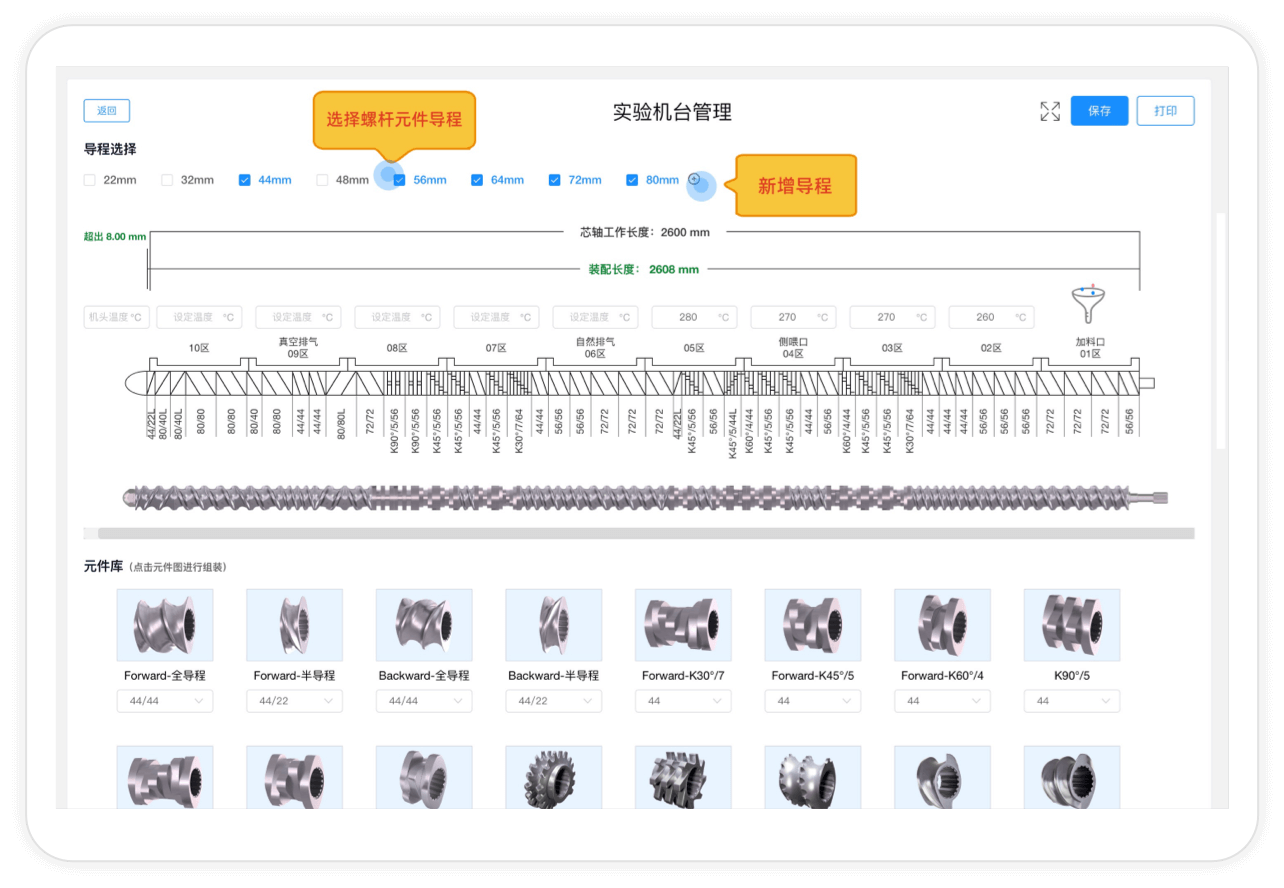 返回
选择螺杆元件导程
实验机台管理
保存
打印
导程选择
22mm
32mm
44mm
48mm
56mm
64mm
72mm
80mm
新增导程
超出 8.00 mm
芯轴工作长度：2600 mm
装配长度： 2608 mm
机头温度 °C
设定温度 °C
设定温度 °C
设定温度 °C
设定温度 °C
设定温度 °C
280 °C
270 °C
270 °C
260 °C
10区
真空排气
09区
08区
07区
自然排气
06区
05区
侧喂口
04区
03区
02区
加料口
01区
44/22L
80/40L
80/40L
80/80
80/80
80/40
80/80
44/44
44/44
80/80L
72/72
K90°/5/56
K90°/5/56
K45°/5/56
K45°/5/56
44/44
K45°/5/56
K30°/7/64
44/44
56/56
56/56
72/72
72/72
72/72
44/22L
K45°/5/56
56/56
K45°/5/44L
K60°/4/44
K45°/5/56
K45°/5/56
44/44
56/56
K60°/4/44
K45°/5/56
K45°/5/56
K30°/7/64
44/44
44/44
44/44
56/56
56/56
56/56
72/72
72/72
72/72
56/56
元件库（点击元件图进行组装）
Forward-全导程
Forward-半导程
Backward-全导程
Backward-半导程
Forward-K30°/7
Forward-K45°/5
Forward-K60°/4
K90°/5
44/44
44/22
44/44
44/22
44
44
44
44